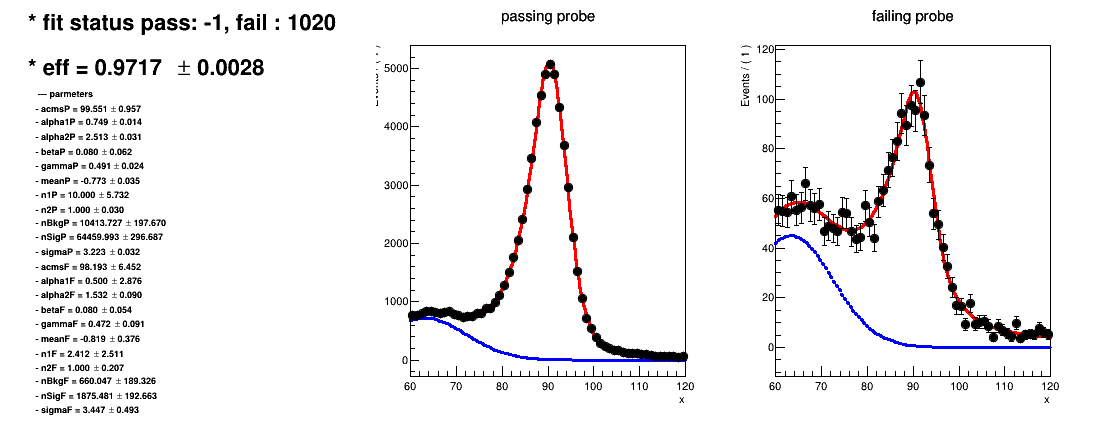 * fit status pass: -1, fail : 1020
* eff = 0.9717 ± 0.0028
--- parmeters
- acmsP = 99.551 ± 0.957
- alpha1P = 0.749 ± 0.014
- alpha2P = 2.513 ± 0.031
- betaP = 0.080 ± 0.062
- gammaP = 0.491 ± 0.024
- meanP = -0.773 ± 0.035
- n1P = 10.000 ± 5.732
- n2P = 1.000 ± 0.030
- nBkgP = 10413.727 ± 197.670
- nSigP = 64459.993 ± 296.687
- sigmaP = 3.223 ± 0.032
- acmsF = 98.193 ± 6.452
- alpha1F = 0.500 ± 2.876
- alpha2F = 1.532 ± 0.090
- betaF = 0.080 ± 0.054
- gammaF = 0.472 ± 0.091
- meanF = -0.819 ± 0.376
- n1F = 2.412 ± 2.511
- n2F = 1.000 ± 0.207
- nBkgF = 660.047 ± 189.326
- nSigF = 1875.481 ± 192.663
- sigmaF = 3.447 ± 0.493
passing probe
5000
4000
3000
2000
1000
0
60 70 80 90 100 110 120
x
failing probe
Events / ( 1 )
120
100
80
60
40
20
0
60 70 80 90 100 110 120
x